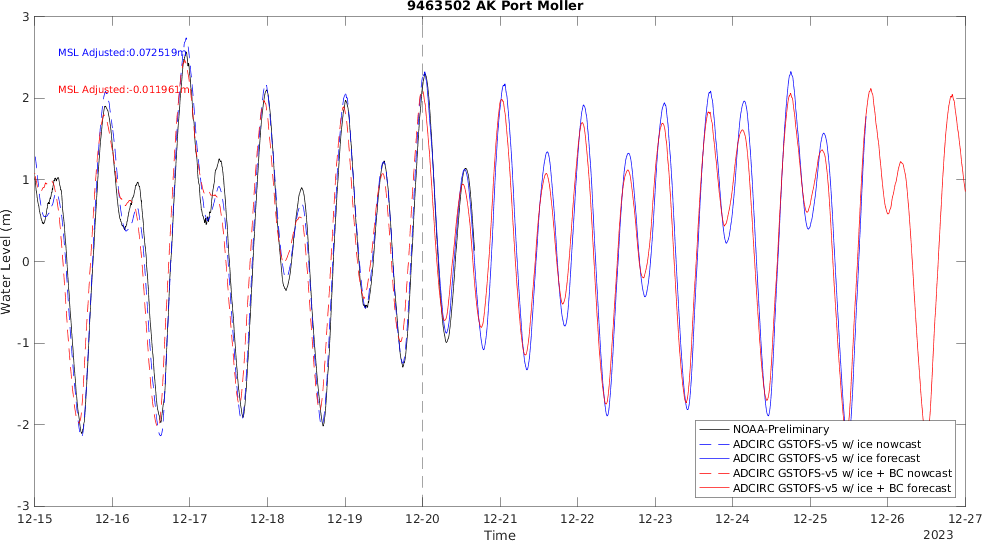 9463502 AK Port Moller
MSL Adjusted:0.072519m
MSL Adjusted:-0.011961m
Water Level (m)
3
2
1
0
-1
-2
-3
NOAA-Preliminary
ADCIRC GSTOFS-v5 w/ ice nowcast
ADCIRC GSTOFS-v5 w/ ice forecast
ADCIRC GSTOFS-v5 w/ ice + BC nowcast
ADCIRC GSTOFS-v5 w/ ice + BC forecast
12-15 12-16 12-17 12-18 12-19 12-20 12-21 12-22 12-23 12-24 12-25 12-26 12-27
Time
2023